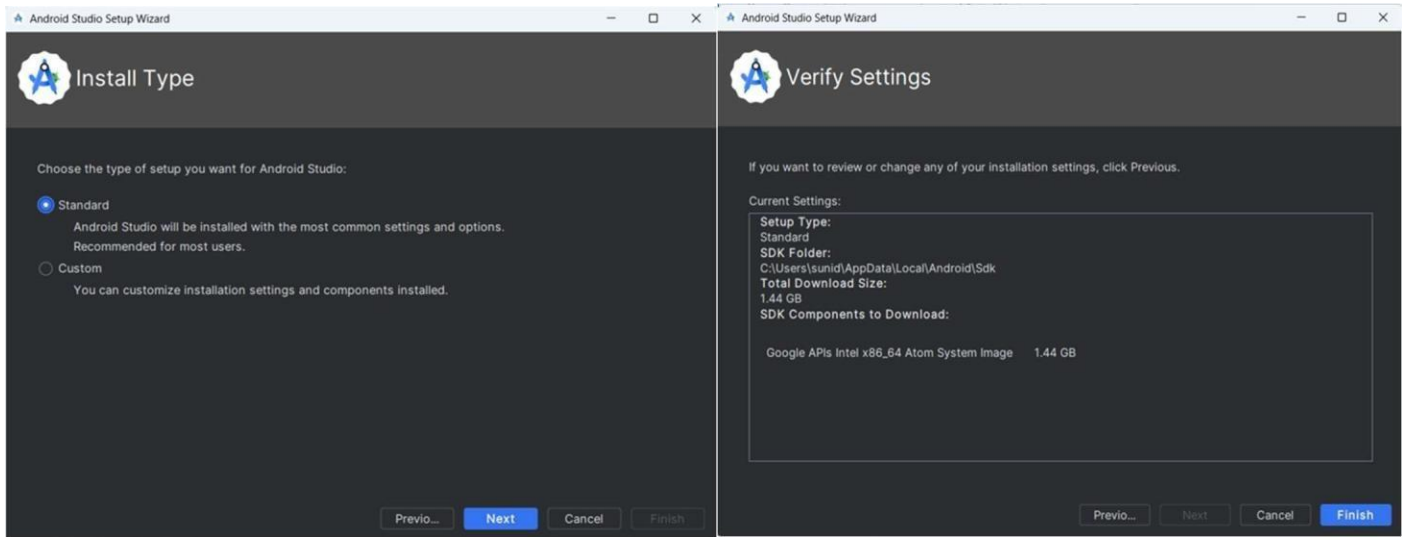 Android Studio Setup Wizard
Install Type
Choose the type of setup you want for Android Studio:
Standard
Android Studio will be installed with the most common settings and options.
Recommended for most users.
Custom
You can customize installation settings and components installed.
Previo...
Next
Cancel
Finish
Android Studio Setup Wizard
Verify Settings
If you want to review or change any of your installation settings, click Previous.
Current Settings:
Setup Type:
Standard
SDK Folder:
C:\Users\sunid\AppData\Local\Android\Sdk
Total Download Size:
1.44 GB
SDK Components to Download:
Google APIs Intel x86_64 Atom System Image 1.44 GB
Previo...
Next
Cancel
Finish